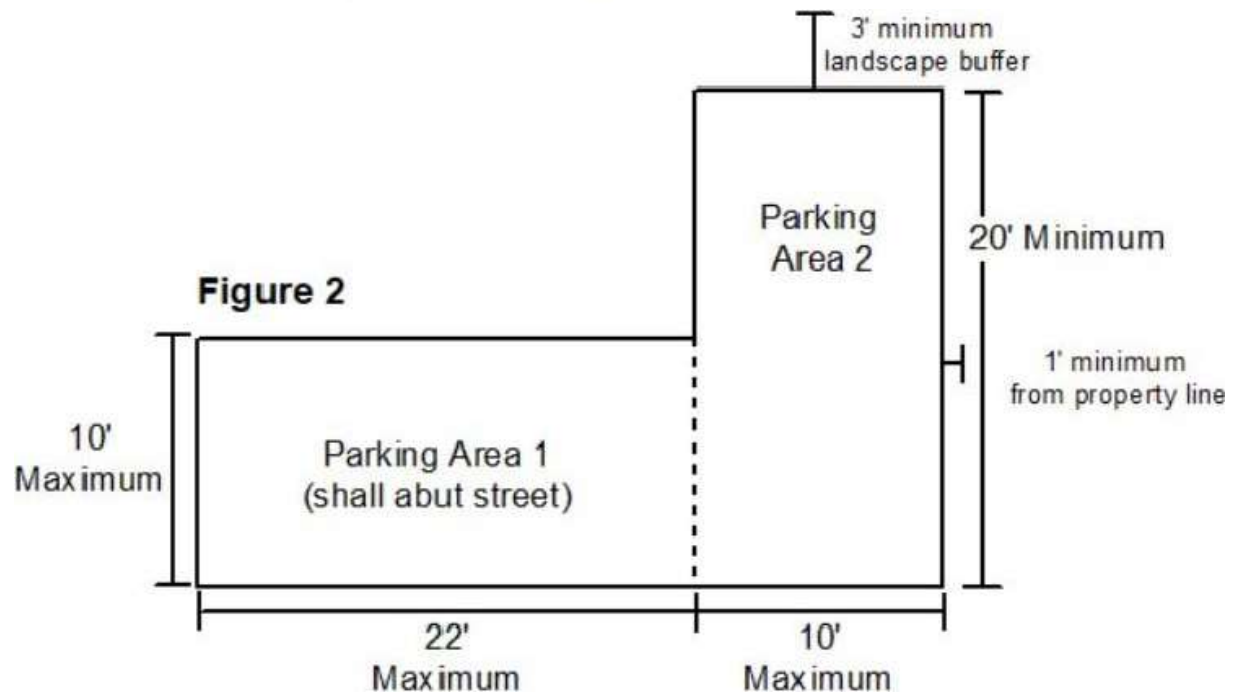 3' minimum
landscape buffer
Parking
Area 2
20' Minimum
Figure 2
1' minimum
from property line
10'
Maximum
Parking Area 1
(shall abut street)
22'
Maximum
10'
Maximum